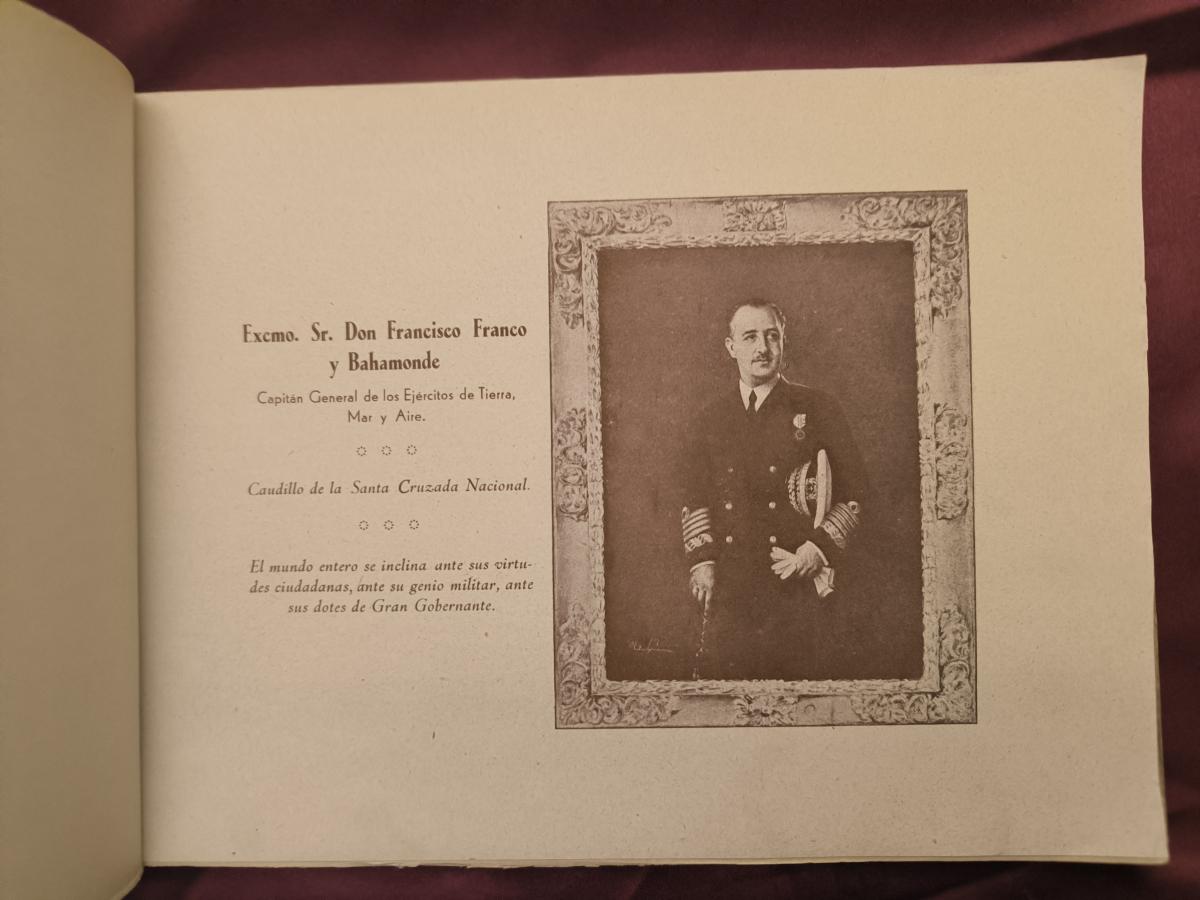 Excmo. Sr. Don Francisco Franco
y Bahamonde
Capitán General de los Ejércitos de Tierra,
Mar y Aire.
Caudillo de la Santa Cruzada Nacional.
El mundo entero se inclina ante sus virtu-
des ciudadanas, ante su genio militar, ante
sus dotes de Gran Gobernante.